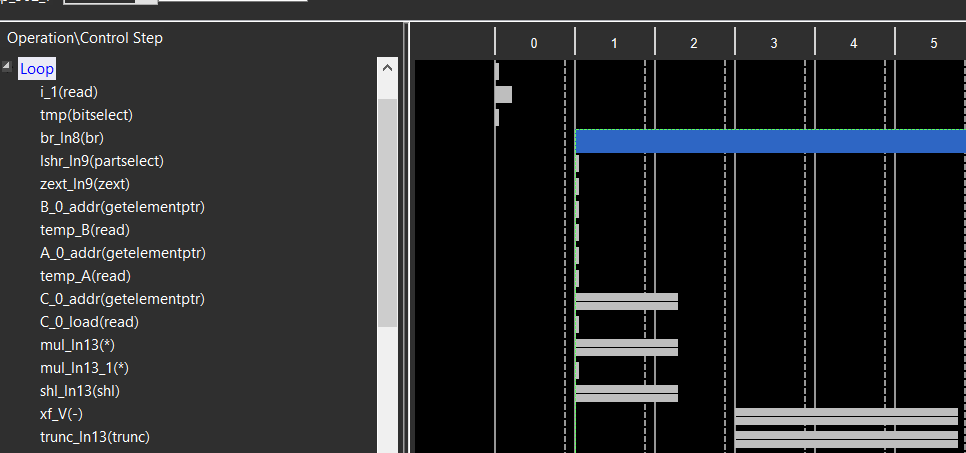 Operation\Control Step
0 1 2 3 4 5
Loop
i_1(read)
tmp(bitselect)
br_ln8(br)
lshr_ln9(partselect)
zext_ln9(zext)
B_0_addr(getelementptr)
temp_B(read)
A_0_addr(getelementptr)
temp_A(read)
C_0_addr(getelementptr)
C_0_load(read)
mul_ln13(*)
mul_ln13_1(*)
shl_ln13(shl)
xf_V(-)
trunc_ln13(trunc)